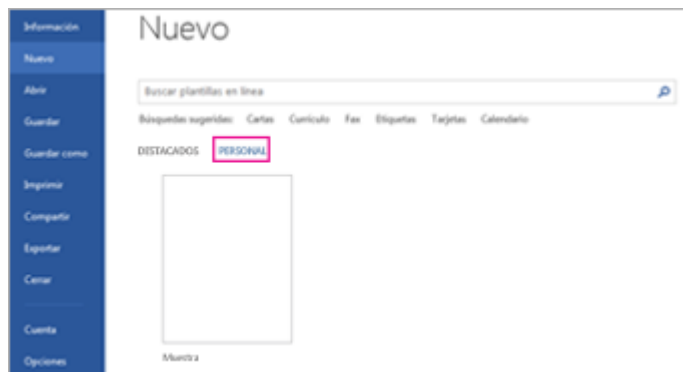 Información
Nuevo
Abrir
Guardar
Guardar como
Imprimir
Compartir
Exportar
Cerrar
Cuenta
Opciones
Nuevo
Buscar plantillas en línea
Búsquedas sugeridas: Cartas Currículo Fax Etiquetas Tarjetas Calendario
DESTACADOS PERSONAL
Muestra